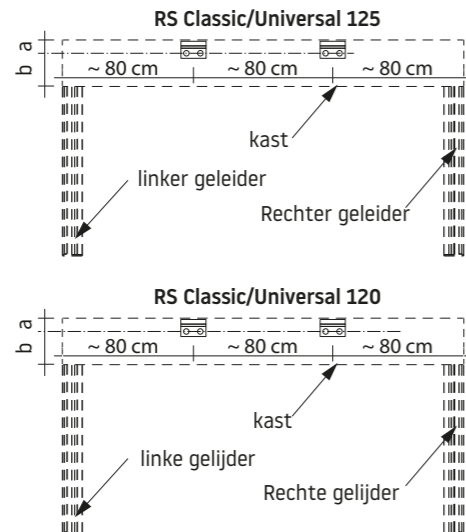 RS Classic/Universal 125
a
b
~ 80 cm ~ 80 cm ~ 80 cm
kast
linker geleider
Rechter geleider
RS Classic/Universal 120
a
b
~ 80 cm ~ 80 cm ~ 80 cm
kast
linke gelijder
Rechte gelijder